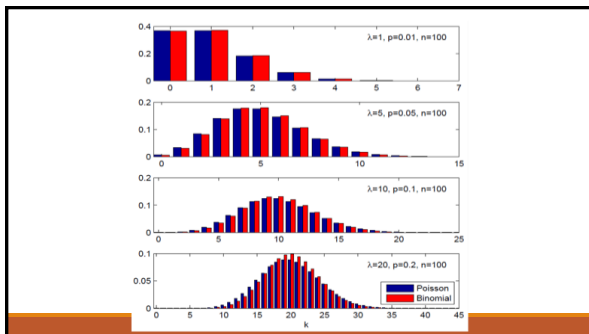 0.4
0.2
0
λ=1, p=0.01, n=100
0 1 2 3 4 5 6 7
0.2
0.1
0
λ=5, p=0.05, n=100
0 5 10 15
0.2
0.1
0
λ=10, p=0.1, n=100
0 5 10 15 20 25
0.1
0.05
0
λ=20, p=0.2, n=100
Poisson
Binomial
0 5 10 15 20 25 30 35 40 45
k